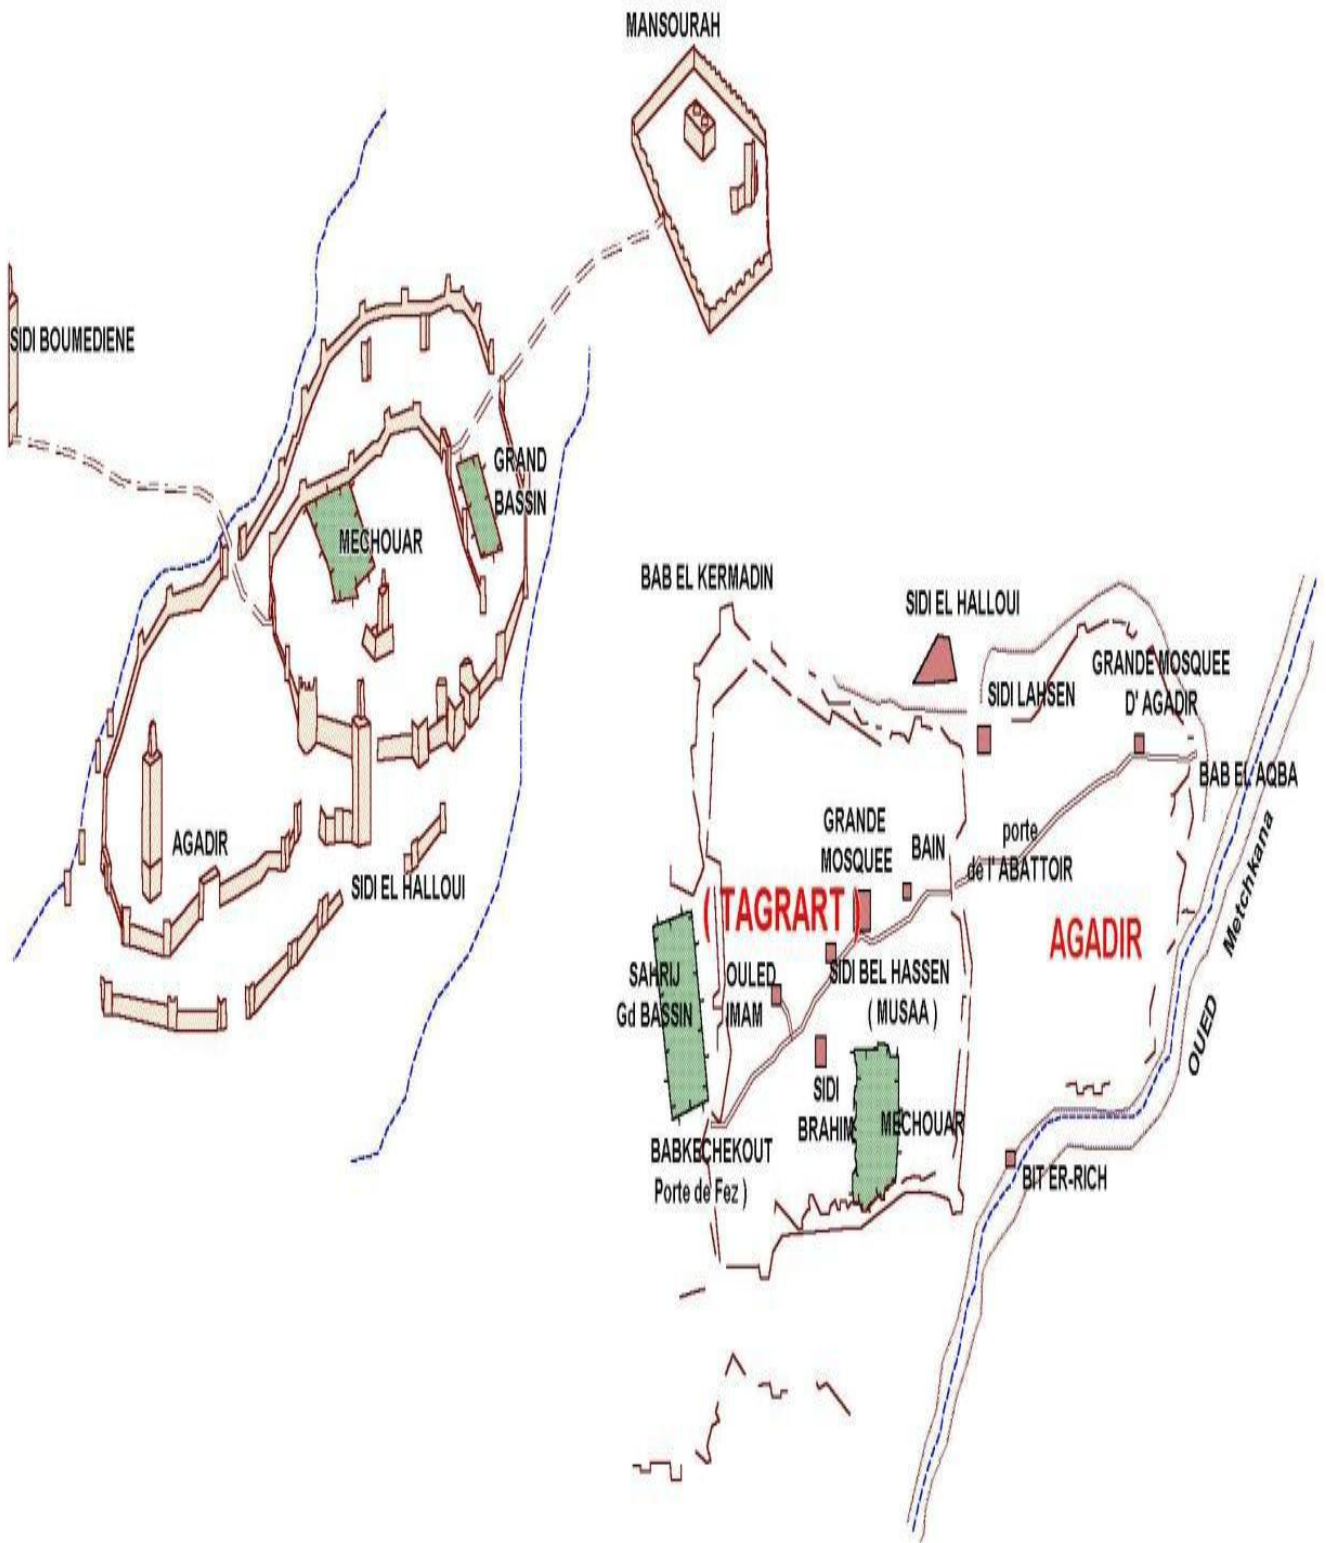 MANSOURAH
SIDI BOUMEDIENE
GRAND
BASSIN
MECHOUAR
AGADIR
SIDI EL HALLOUI
BAB EL KERMADIN
SIDI EL HALLOUI
SIDI LAHSEN
GRANDE MOSQUEE
D' AGADIR
BAB EL AQBA
GRANDE
MOSQUEE
BAIN
porte
de l' ABATTOIR
( TAGRART )
AGADIR
SAHRIJ
Gd BASSIN
OULED
IMAM
SIDI BEL HASSEN
( MUSAA )
SIDI
BRAHIM
MECHOUAR
BABKECHEKOUT
Porte de Fez )
BIT ER-RICH
OUED
Metchkana